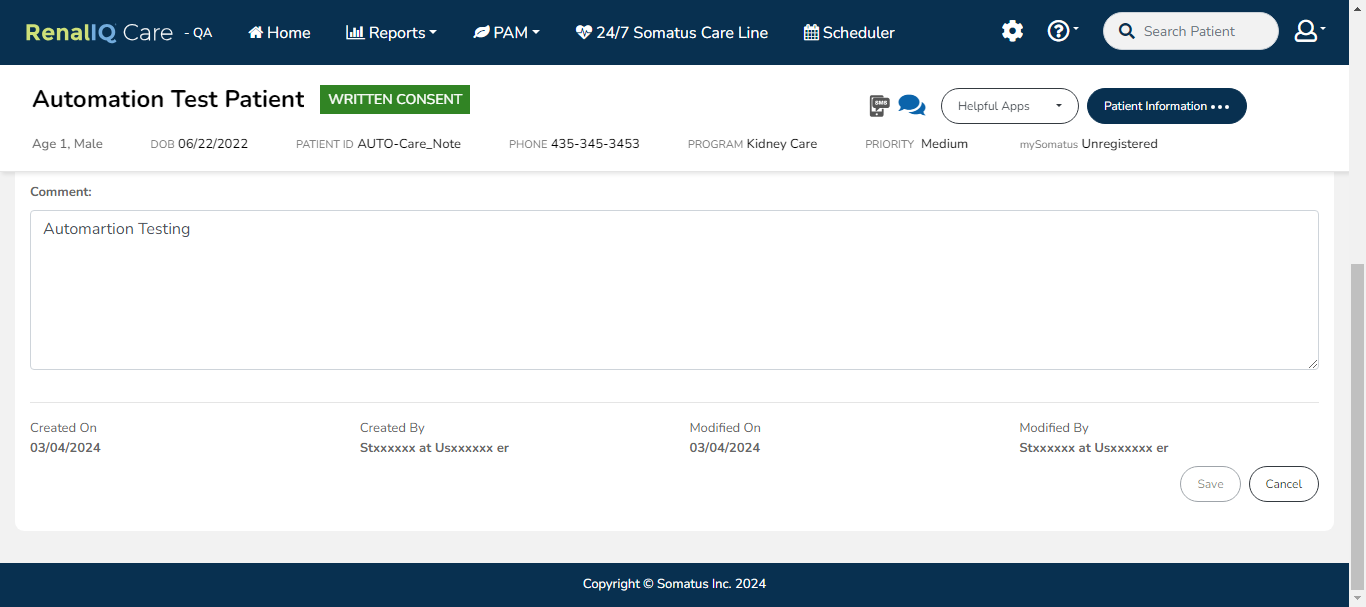 RenalIQ Care - QA Home Reports PAM 24/7 Somatus Care Line Scheduler Search Patient
Automation Test Patient WRITTEN CONSENT SMS Helpful Apps Patient Information
Age 1, Male DOB 06/22/2022 PATIENT ID AUTO-Care_Note PHONE 435-345-3453 PROGRAM Kidney Care PRIORITY Medium mySomatus Unregistered
Comment:
Automartion Testing
Created On Created By Modified On Modified By
03/04/2024 Stxxxxxx at Usxxxxxx er 03/04/2024 Stxxxxxx at Usxxxxxx er
Save Cancel
Copyright © Somatus Inc. 2024